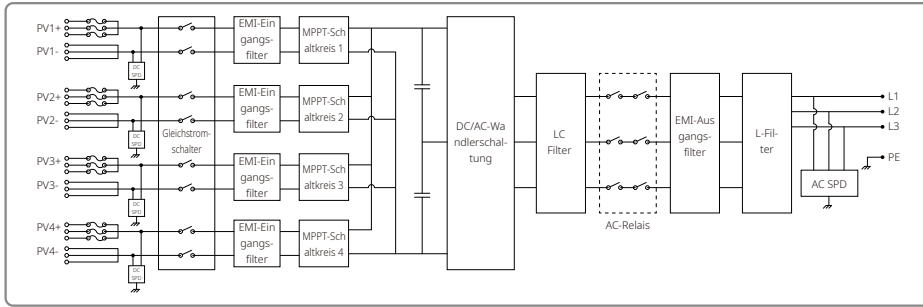 PV1+
PV1-
DC
SPD
EMI-Ein
gangs-
filter
MPPT-Sch
altkreis 1
PV2+
PV2-
DC
SPD
EMI-Ein
gangs-
filter
MPPT-Sch
altkreis 2
Gleichstrom-
schalter
PV3+
PV3-
DC
SPD
EMI-Ein
gangs-
filter
MPPT-Sch
altkreis 3
PV4+
PV4-
DC
SPD
EMI-Ein
gangs-
filter
MPPT-Sch
altkreis 4
DC/AC-Wa
ndlerschal-
tung
LC
Filter
AC-Relais
EMI-Aus
gangs-
filter
L-Fil-
ter
L1
L2
L3
PE
AC SPD